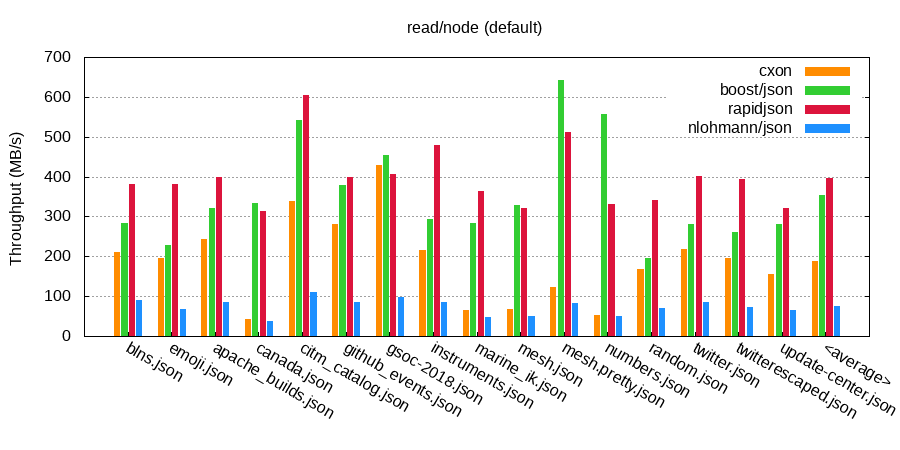 read/node (default)
Throughput (MB/s)
700
600
500
400
300
200
100
0
cxon
boost/json
rapidjson
nlohmann/json
blns.json
emoji.json
apache_builds.json
canada.json
citm_catalog.json
github_events.json
gsoc-2018.json
instruments.json
marine_ik.json
mesh.json
mesh.pretty.json
numbers.json
random.json
twitter.json
twitterescaped.json
update-center.json
<average>